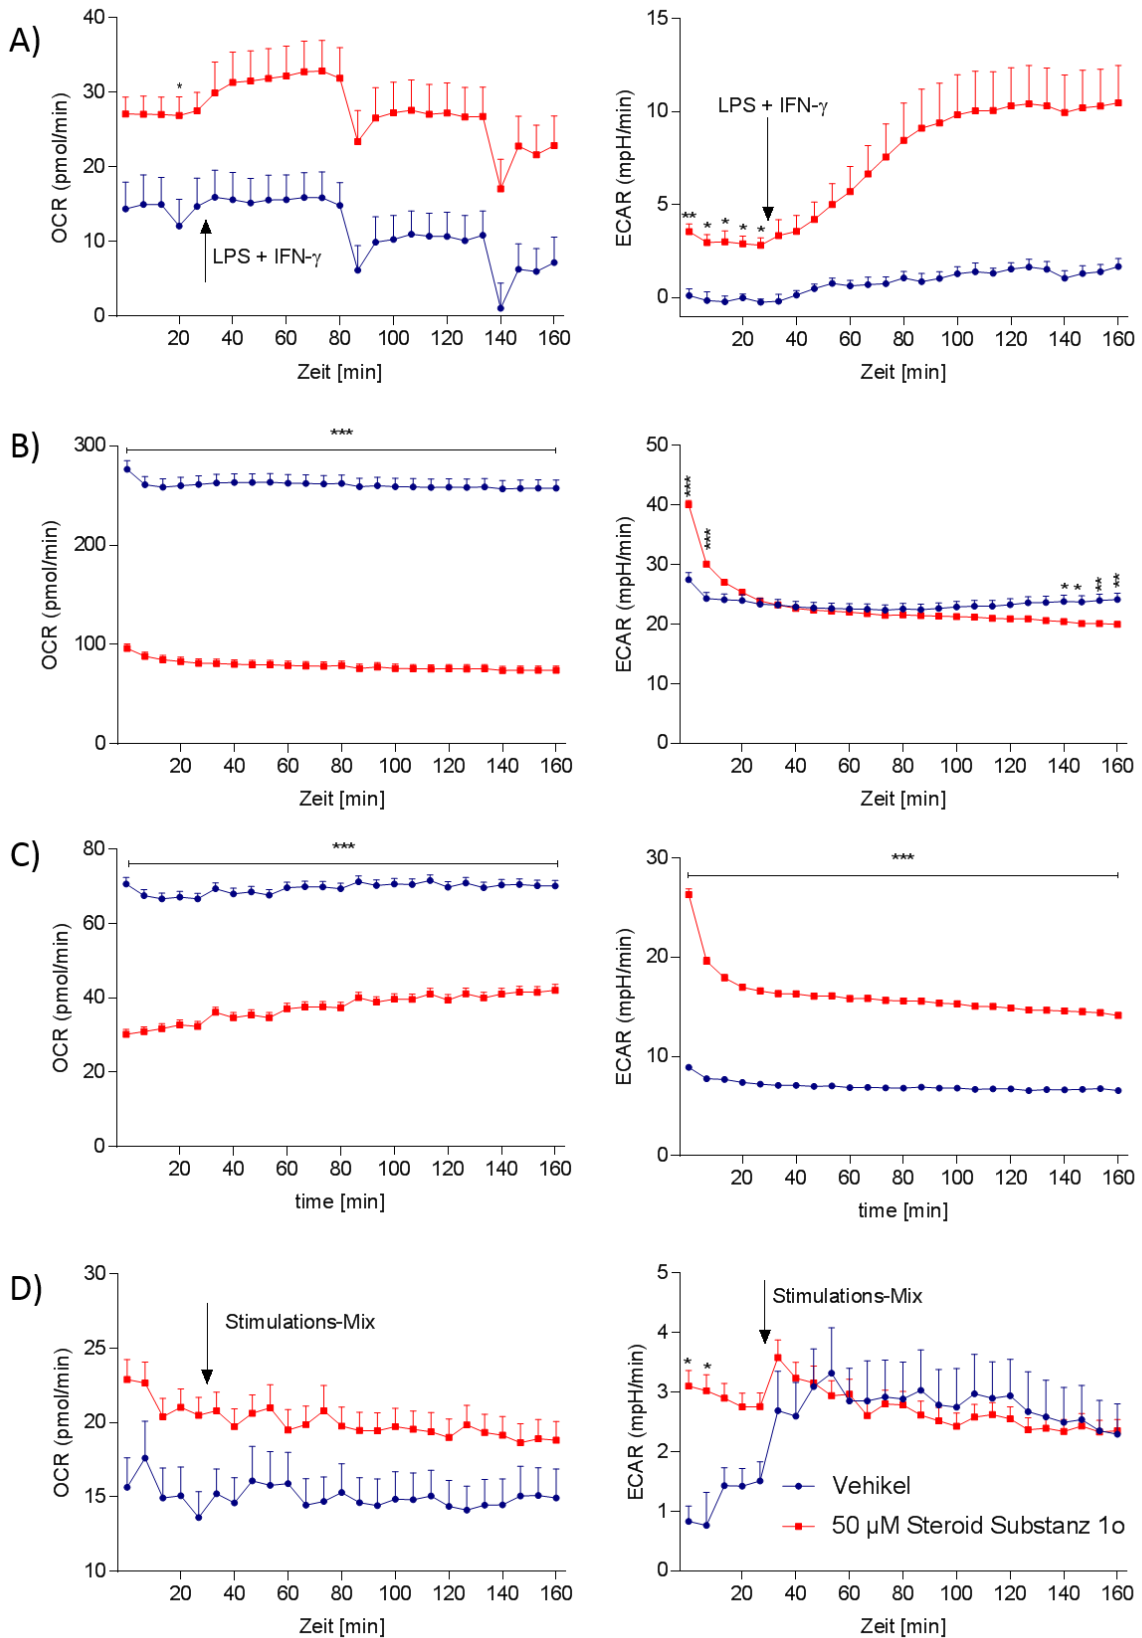 A)
40
30
20
10
0
OCR (pmol/min)
*
LPS + IFN-γ
20 40 60 80 100 120 140 160
Zeit [min]
15
10
5
0
ECAR (mpH/min)
LPS + IFN-γ
** * * * *
20 40 60 80 100 120 140 160
Zeit [min]
B)
300
200
100
0
OCR (pmol/min)
***
20 40 60 80 100 120 140 160
Zeit [min]
50
40
30
20
10
0
ECAR (mpH/min)
*** *** * * ** **
20 40 60 80 100 120 140 160
Zeit [min]
C)
80
60
40
20
0
OCR (pmol/min)
***
20 40 60 80 100 120 140 160
time [min]
30
20
10
0
ECAR (mpH/min)
***
20 40 60 80 100 120 140 160
time [min]
D)
30
25
20
15
10
OCR (pmol/min)
Stimulations-Mix
20 40 60 80 100 120 140 160
Zeit [min]
5
4
3
2
1
0
ECAR (mpH/min)
Stimulations-Mix
* *
Vehikel
50 µM Steroid Substanz 1o
20 40 60 80 100 120 140 160
Zeit [min]